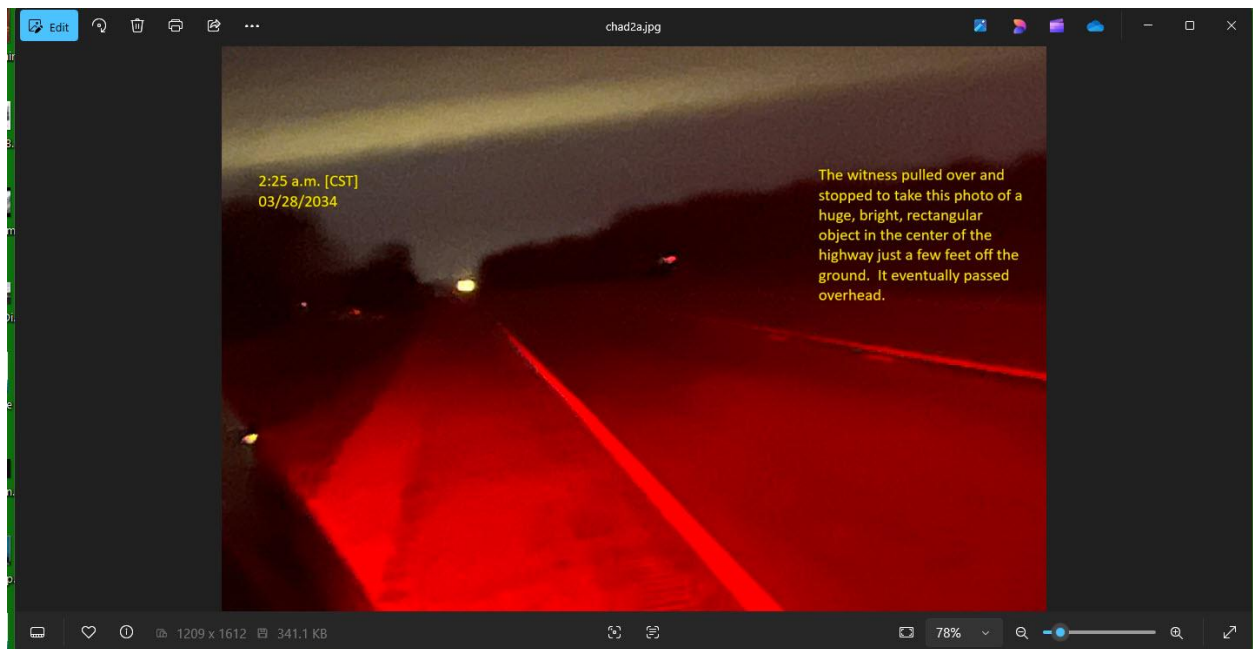 Edit
chad2a.jpg
2:25 a.m. [CST]
03/28/2034
The witness pulled over and
stopped to take this photo of a
huge, bright, rectangular
object in the center of the
highway just a few feet off the
ground.  It eventually passed
overhead.
1209 x 1612
341.1 KB
78%